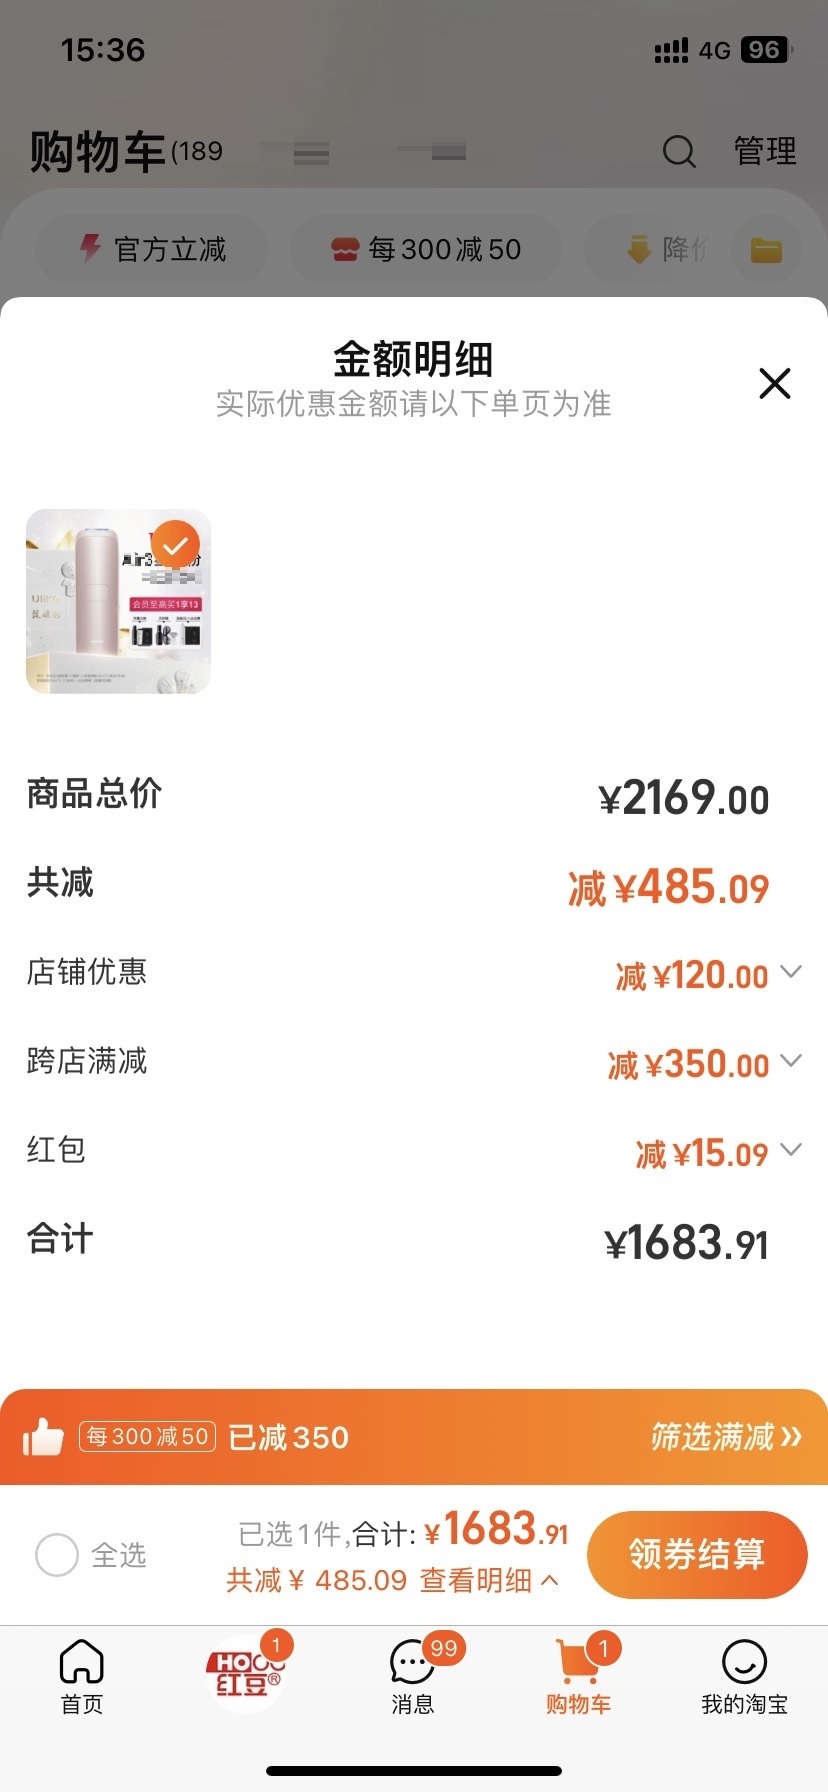 15:36
4G 96
购物车(189
管理
官方立减
每300减50
降价
金额明细
实际优惠金额请以下单页为准
会员至高买1享13
商品总价 ¥2169.00
共减 减¥485.09
店铺优惠 减¥120.00
跨店满减 减¥350.00
红包 减¥15.09
合计 ¥1683.91
每300减50 已减350 筛选满减
全选 已选1件,合计:¥1683.91
共减¥ 485.09 查看明细
领券结算
1 99 1
红豆®
首页 消息 购物车 我的淘宝